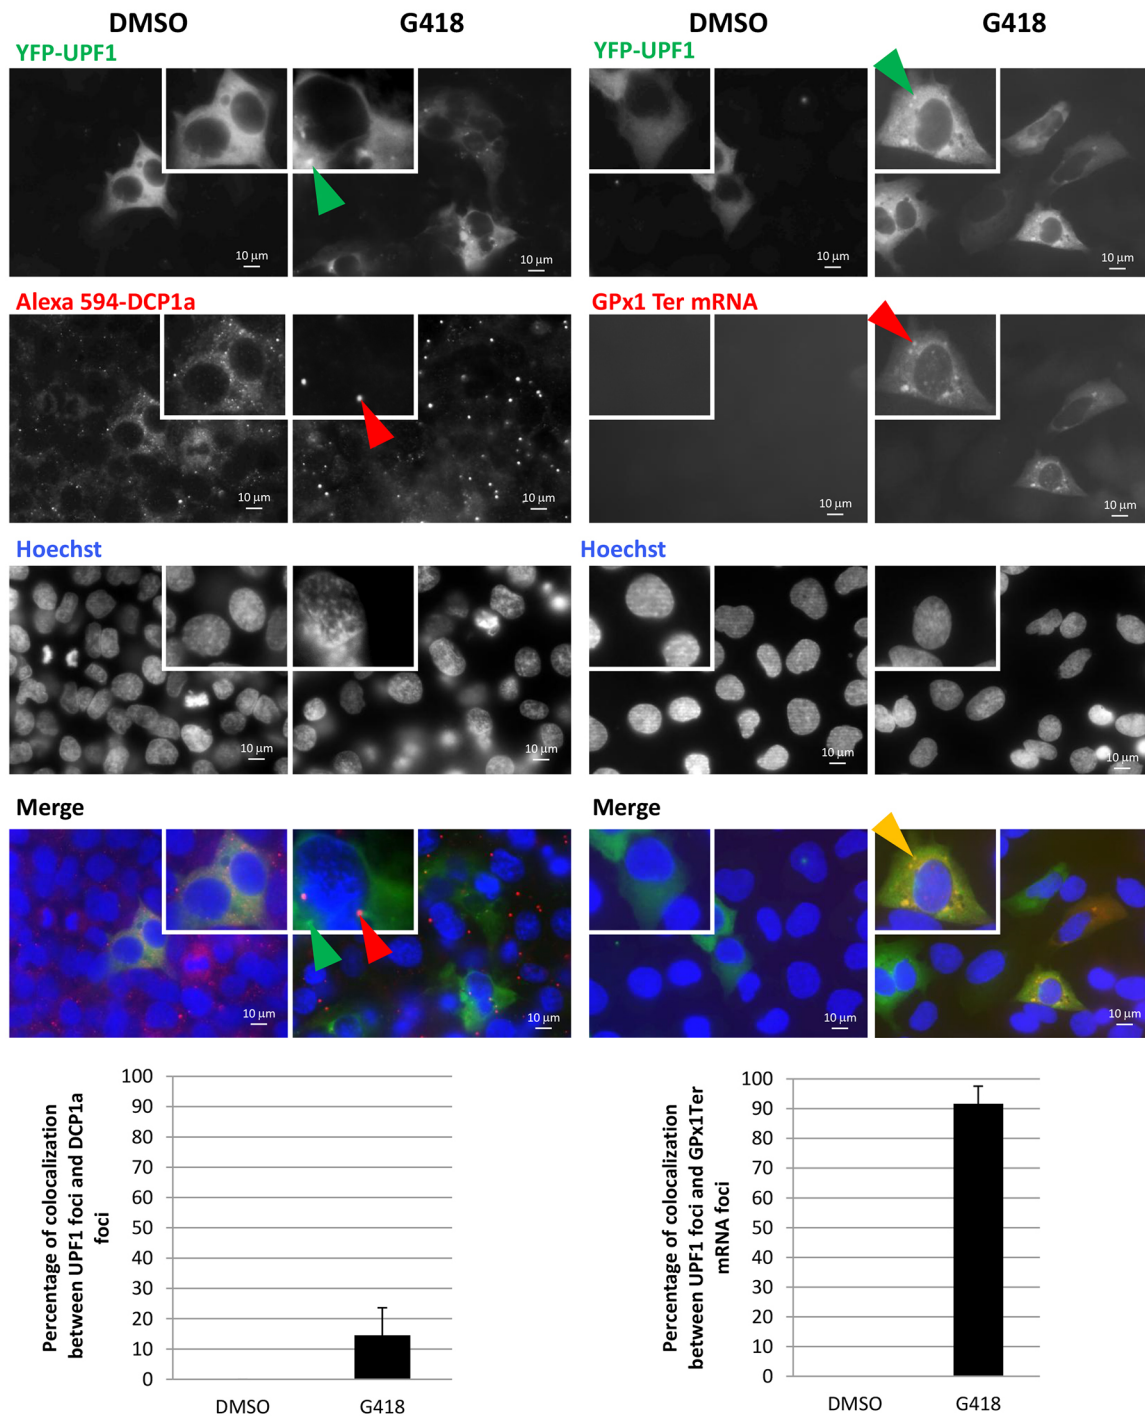 DMSO G418 DMSO G418
YFP-UPF1 YFP-UPF1
10 µm 10 µm 10 µm 10 µm
Alexa 594-DCP1a GPx1 Ter mRNA
10 µm 10 µm 10 µm 10 µm
Hoechst Hoechst
10 µm 10 µm 10 µm 10 µm
Merge Merge
10 µm 10 µm 10 µm 10 µm
Percentage of colocalization
between UPF1 foci and DCP1a
foci
100
90
80
70
60
50
40
30
20
10
0
DMSO G418
Percentage of colocalization
between UPF1 foci and GPx1Ter
mRNA foci
100
90
80
70
60
50
40
30
20
10
0
DMSO G418